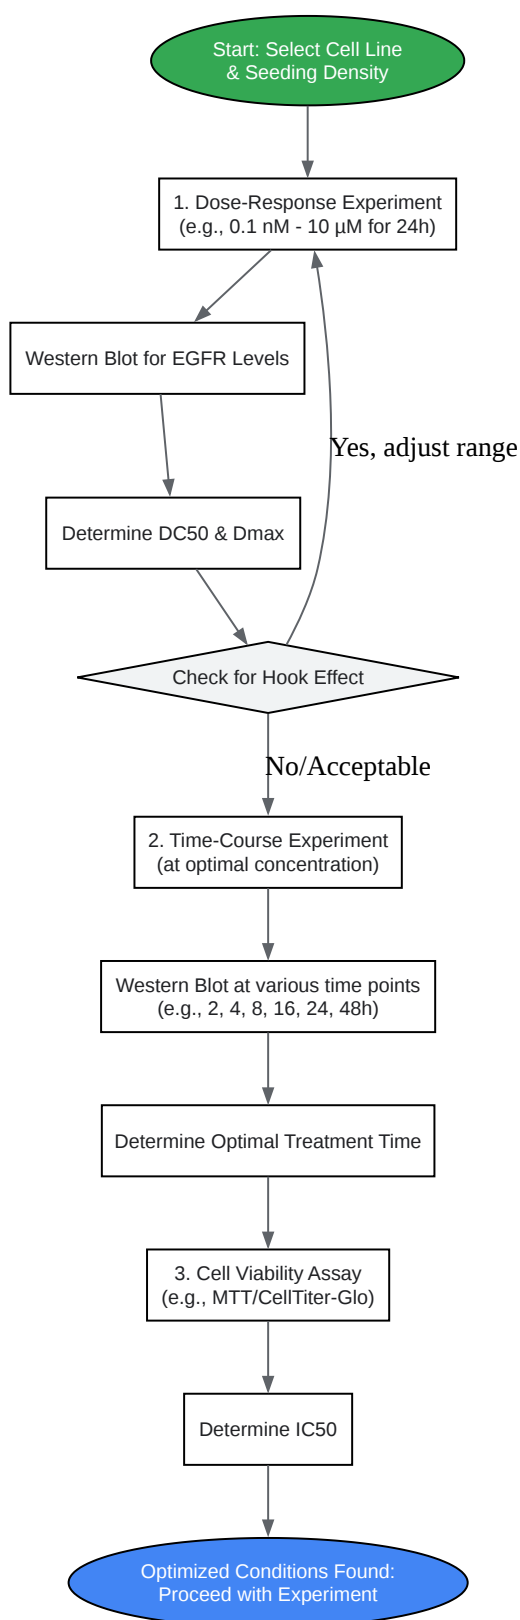 Start: Select Cell Line
& Seeding Density
1. Dose-Response Experiment
(e.g., 0.1 nM - 10 µM for 24h)
Western Blot for EGFR Levels
Yes, adjust range
Determine DC50 & Dmax
Check for Hook Effect
No/Acceptable
2. Time-Course Experiment
(at optimal concentration)
Western Blot at various time points
(e.g., 2, 4, 8, 16, 24, 48h)
Determine Optimal Treatment Time
3. Cell Viability Assay
(e.g., MTT/CellTiter-Glo)
Determine IC50
Optimized Conditions Found:
Proceed with Experiment